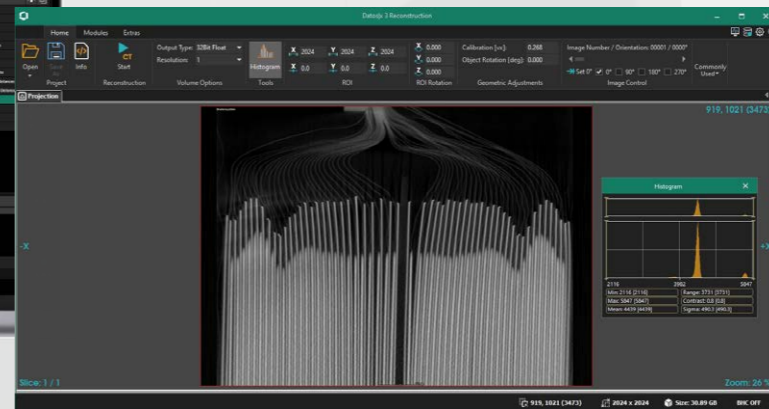 Datos|x 3 Reconstruction
Home Modules Extras
Open
Save As
Info
Project
Start
Reconstruction
Output Type: 32Bit Float
Resolution: 1
Volume Options
Histogram
Tools
X 2024 Y 2024 Z 2024
X 0.0 Y 0.0 Z 0.0
ROI
X 0.000
Y 0.000
Z 0.000
ROI Rotation
Calibration [vx]: 0.268
Object Rotation [deg]: 0.000
Geometric Adjustments
Image Number / Orientation: 00001 / 0000°
Set 0° 0° 90° 180° 270°
Image Control
Commonly
Used
Projection
919, 1021 (3473)
-X
+X
Histogram
2116 3982 5847
Min: 2116 [2116] Range: 3731 [3731]
Max: 5847 [5847] Contrast: 0.8 [0.8]
Mean: 4439 [4439] Sigma: 490.3 [490.3]
Slice: 1 / 1
Zoom: 26 %
919, 1021 (3473) 2024 x 2024 Size: 30.89 GB BHC OFF